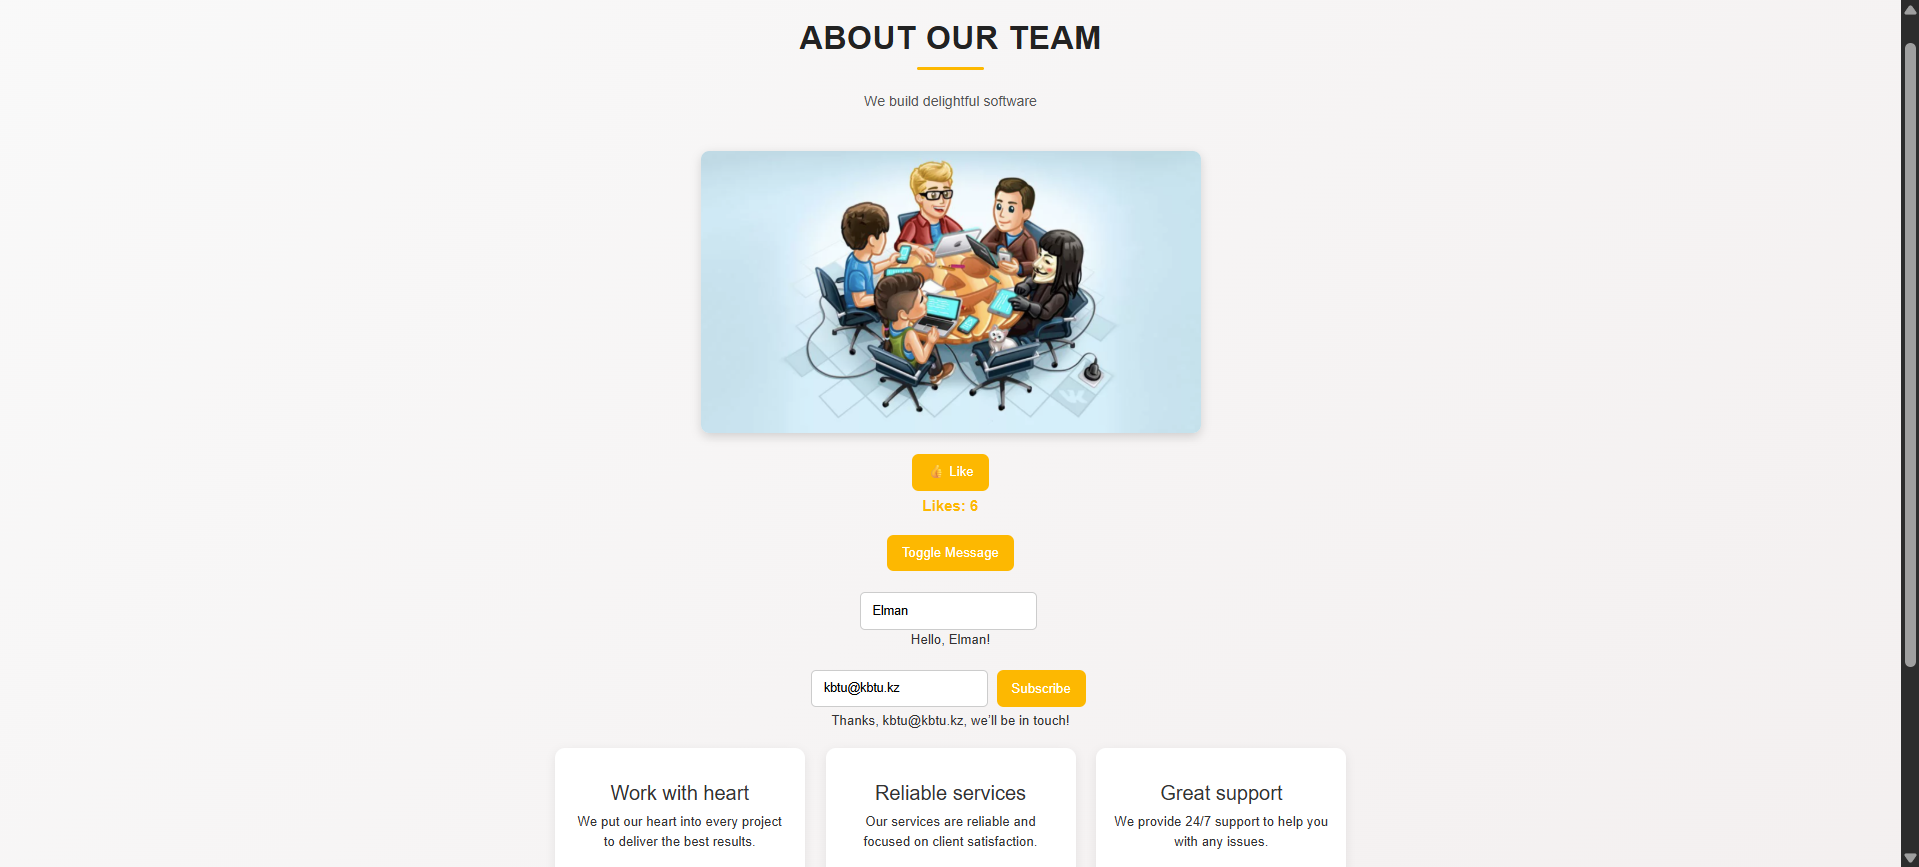 ABOUT OUR TEAM
We build delightful software
👍 Like
Likes: 6
Toggle Message
Elman
Hello, Elman!
kbtu@kbtu.kz Subscribe
Thanks, kbtu@kbtu.kz, we'll be in touch!
Work with heart
We put our heart into every project
to deliver the best results.
Reliable services
Our services are reliable and
focused on client satisfaction.
Great support
We provide 24/7 support to help you
with any issues.